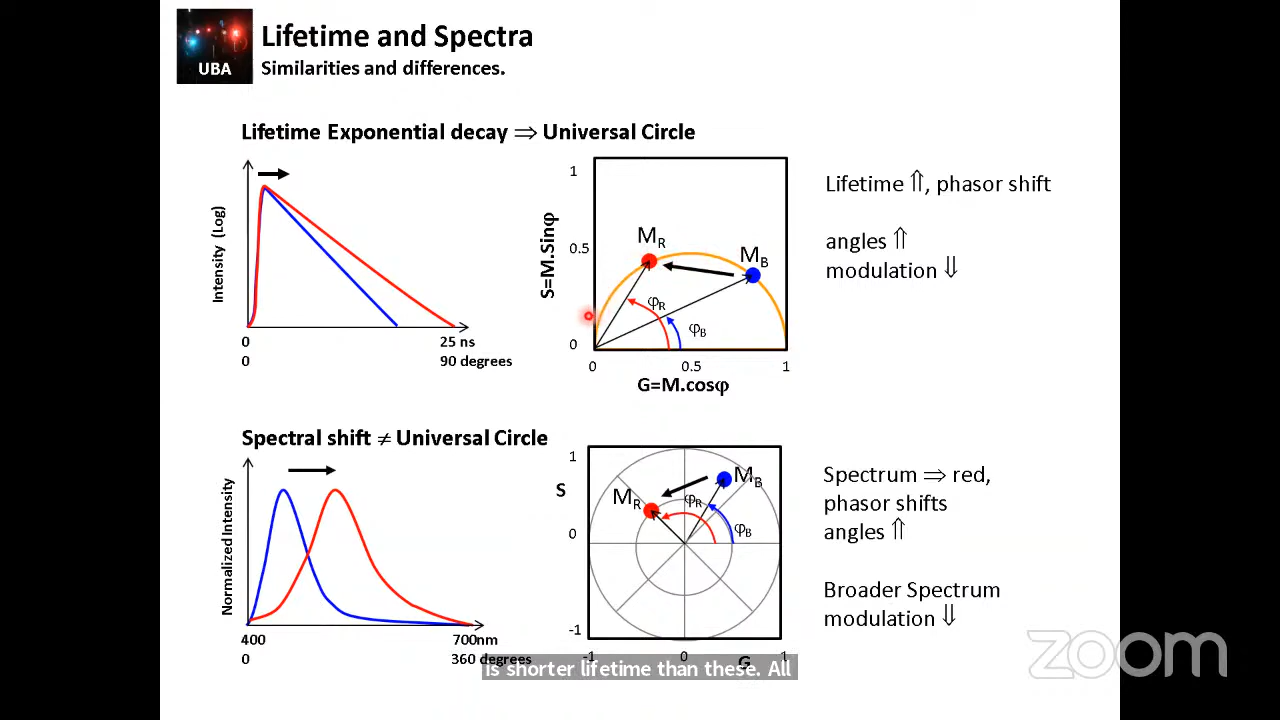 UBA
Lifetime and Spectra
Similarities and differences.
Lifetime Exponential decay ⇒ Universal Circle
Intensity (Log)
0
25 ns
0
90 degrees
S=M.Sinφ
1
0.5
0
M_R
M_B
φ_R
φ_B
0
0.5
1
G=M.cosφ
Lifetime ⇑, phasor shift
angles ⇑
modulation ⇓
Spectral shift ≠ Universal Circle
Normalized Intensity
400
700nm
0
360 degrees
S
1
0
-1
M_R
M_B
φ_R
φ_B
-1
0
G
1
Spectrum ⇒ red,
phasor shifts
angles ⇑
Broader Spectrum
modulation ⇓
is shorter lifetime than these. All
zoom